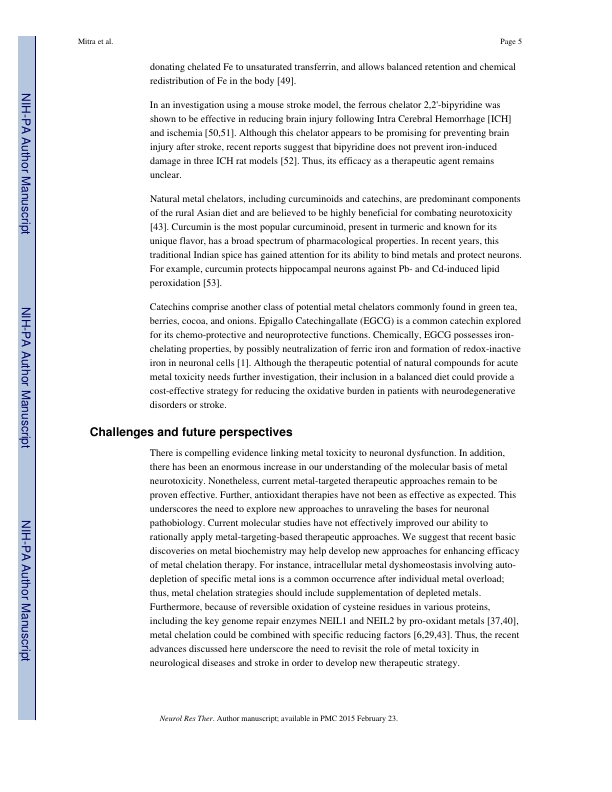 Mitra et al.
Page 5
donating chelated Fe to unsaturated transferrin, and allows balanced retention and chemical
redistribution of Fe in the body [49].
In an investigation using a mouse stroke model, the ferrous chelator 2,2'-bipyridine was
shown to be effective in reducing brain injury following Intra Cerebral Hemorrhage [ICH]
and ischemia [50,51]. Although this chelator appears to be promising for preventing brain
injury after stroke, recent reports suggest that bipyridine does not prevent iron-induced
damage in three ICH rat models [52]. Thus, its efficacy as a therapeutic agent remains
unclear.
Natural metal chelators, including curcuminoids and catechins, are predominant components
of the rural Asian diet and are believed to be highly beneficial for combating neurotoxicity
[43]. Curcumin is the most popular curcuminoid, present in turmeric and known for its
unique flavor, has a broad spectrum of pharmacological properties. In recent years, this
traditional Indian spice has gained attention for its ability to bind metals and protect neurons.
For example, curcumin protects hippocampal neurons against Pb- and Cd-induced lipid
peroxidation [53].
Catechins comprise another class of potential metal chelators commonly found in green tea,
berries, cocoa, and onions. Epigallo Catechingallate (EGCG) is a common catechin explored
for its chemo-protective and neuroprotective functions. Chemically, EGCG possesses iron-
chelating properties, by possibly neutralization of ferric iron and formation of redox-inactive
iron in neuronal cells [1]. Although the therapeutic potential of natural compounds for acute
metal toxicity needs further investigation, their inclusion in a balanced diet could provide a
cost-effective strategy for reducing the oxidative burden in patients with neurodegenerative
disorders or stroke.
Challenges and future perspectives
There is compelling evidence linking metal toxicity to neuronal dysfunction. In addition,
there has been an enormous increase in our understanding of the molecular basis of metal
neurotoxicity. Nonetheless, current metal-targeted therapeutic approaches remain to be
proven effective. Further, antioxidant therapies have not been as effective as expected. This
underscores the need to explore new approaches to unraveling the bases for neuronal
pathobiology. Current molecular studies have not effectively improved our ability to
rationally apply metal-targeting-based therapeutic approaches. We suggest that recent basic
discoveries on metal biochemistry may help develop new approaches for enhancing efficacy
of metal chelation therapy. For instance, intracellular metal dyshomeostasis involving auto-
depletion of specific metal ions is a common occurrence after individual metal overload;
thus, metal chelation strategies should include supplementation of depleted metals.
Furthermore, because of reversible oxidation of cysteine residues in various proteins,
including the key genome repair enzymes NEIL1 and NEIL2 by pro-oxidant metals [37,40],
metal chelation could be combined with specific reducing factors [6,29,43]. Thus, the recent
advances discussed here underscore the need to revisit the role of metal toxicity in
neurological diseases and stroke in order to develop new therapeutic strategy.
Neurol Res Ther. Author manuscript; available in PMC 2015 February 23.
NIH-PA Author Manuscript
NIH-PA Author Manuscript
NIH-PA Author Manuscript